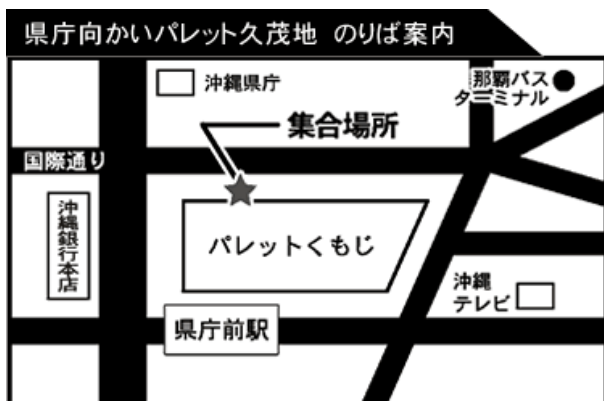 県庁向かいパレット久茂地 のりば案内
沖縄県庁
那覇バス
ターミナル
集合場所
国際通り
沖縄銀行本店
パレットくもじ
沖縄
テレビ
県庁前駅